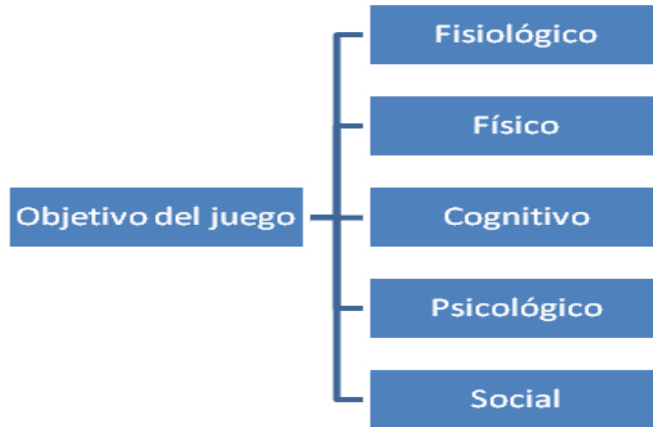 Fisiológico
Físico
Objetivo del juego
Cognitivo
Psicológico
Social